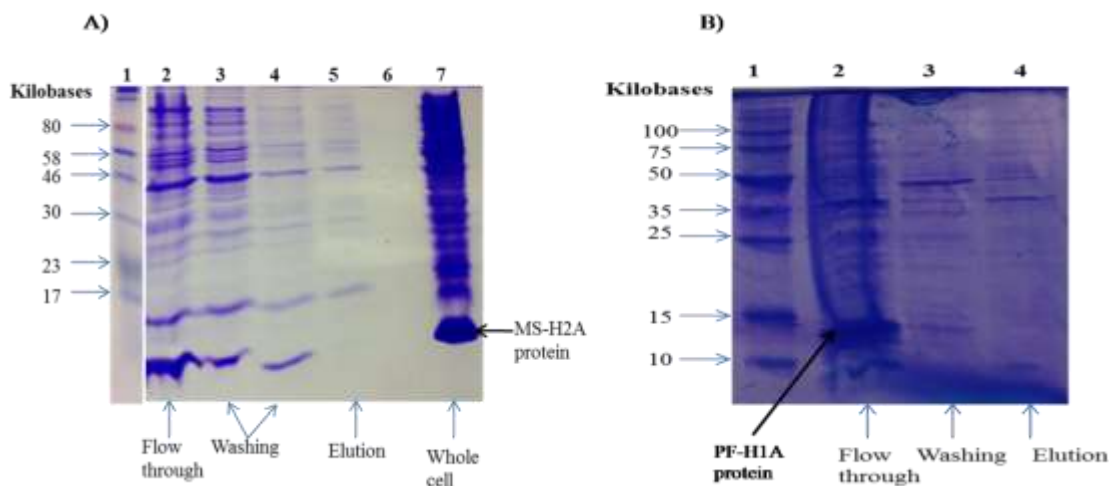 A)
1 2 3 4 5 6 7
Kilobases
80
58
46
30
23
17
MS-H2A
protein
Flow
through
Washing
Elution
Whole
cell
B)
1 2 3 4
Kilobases
100
75
50
35
25
15
10
PF-H1A
protein
Flow
through
Washing
Elution